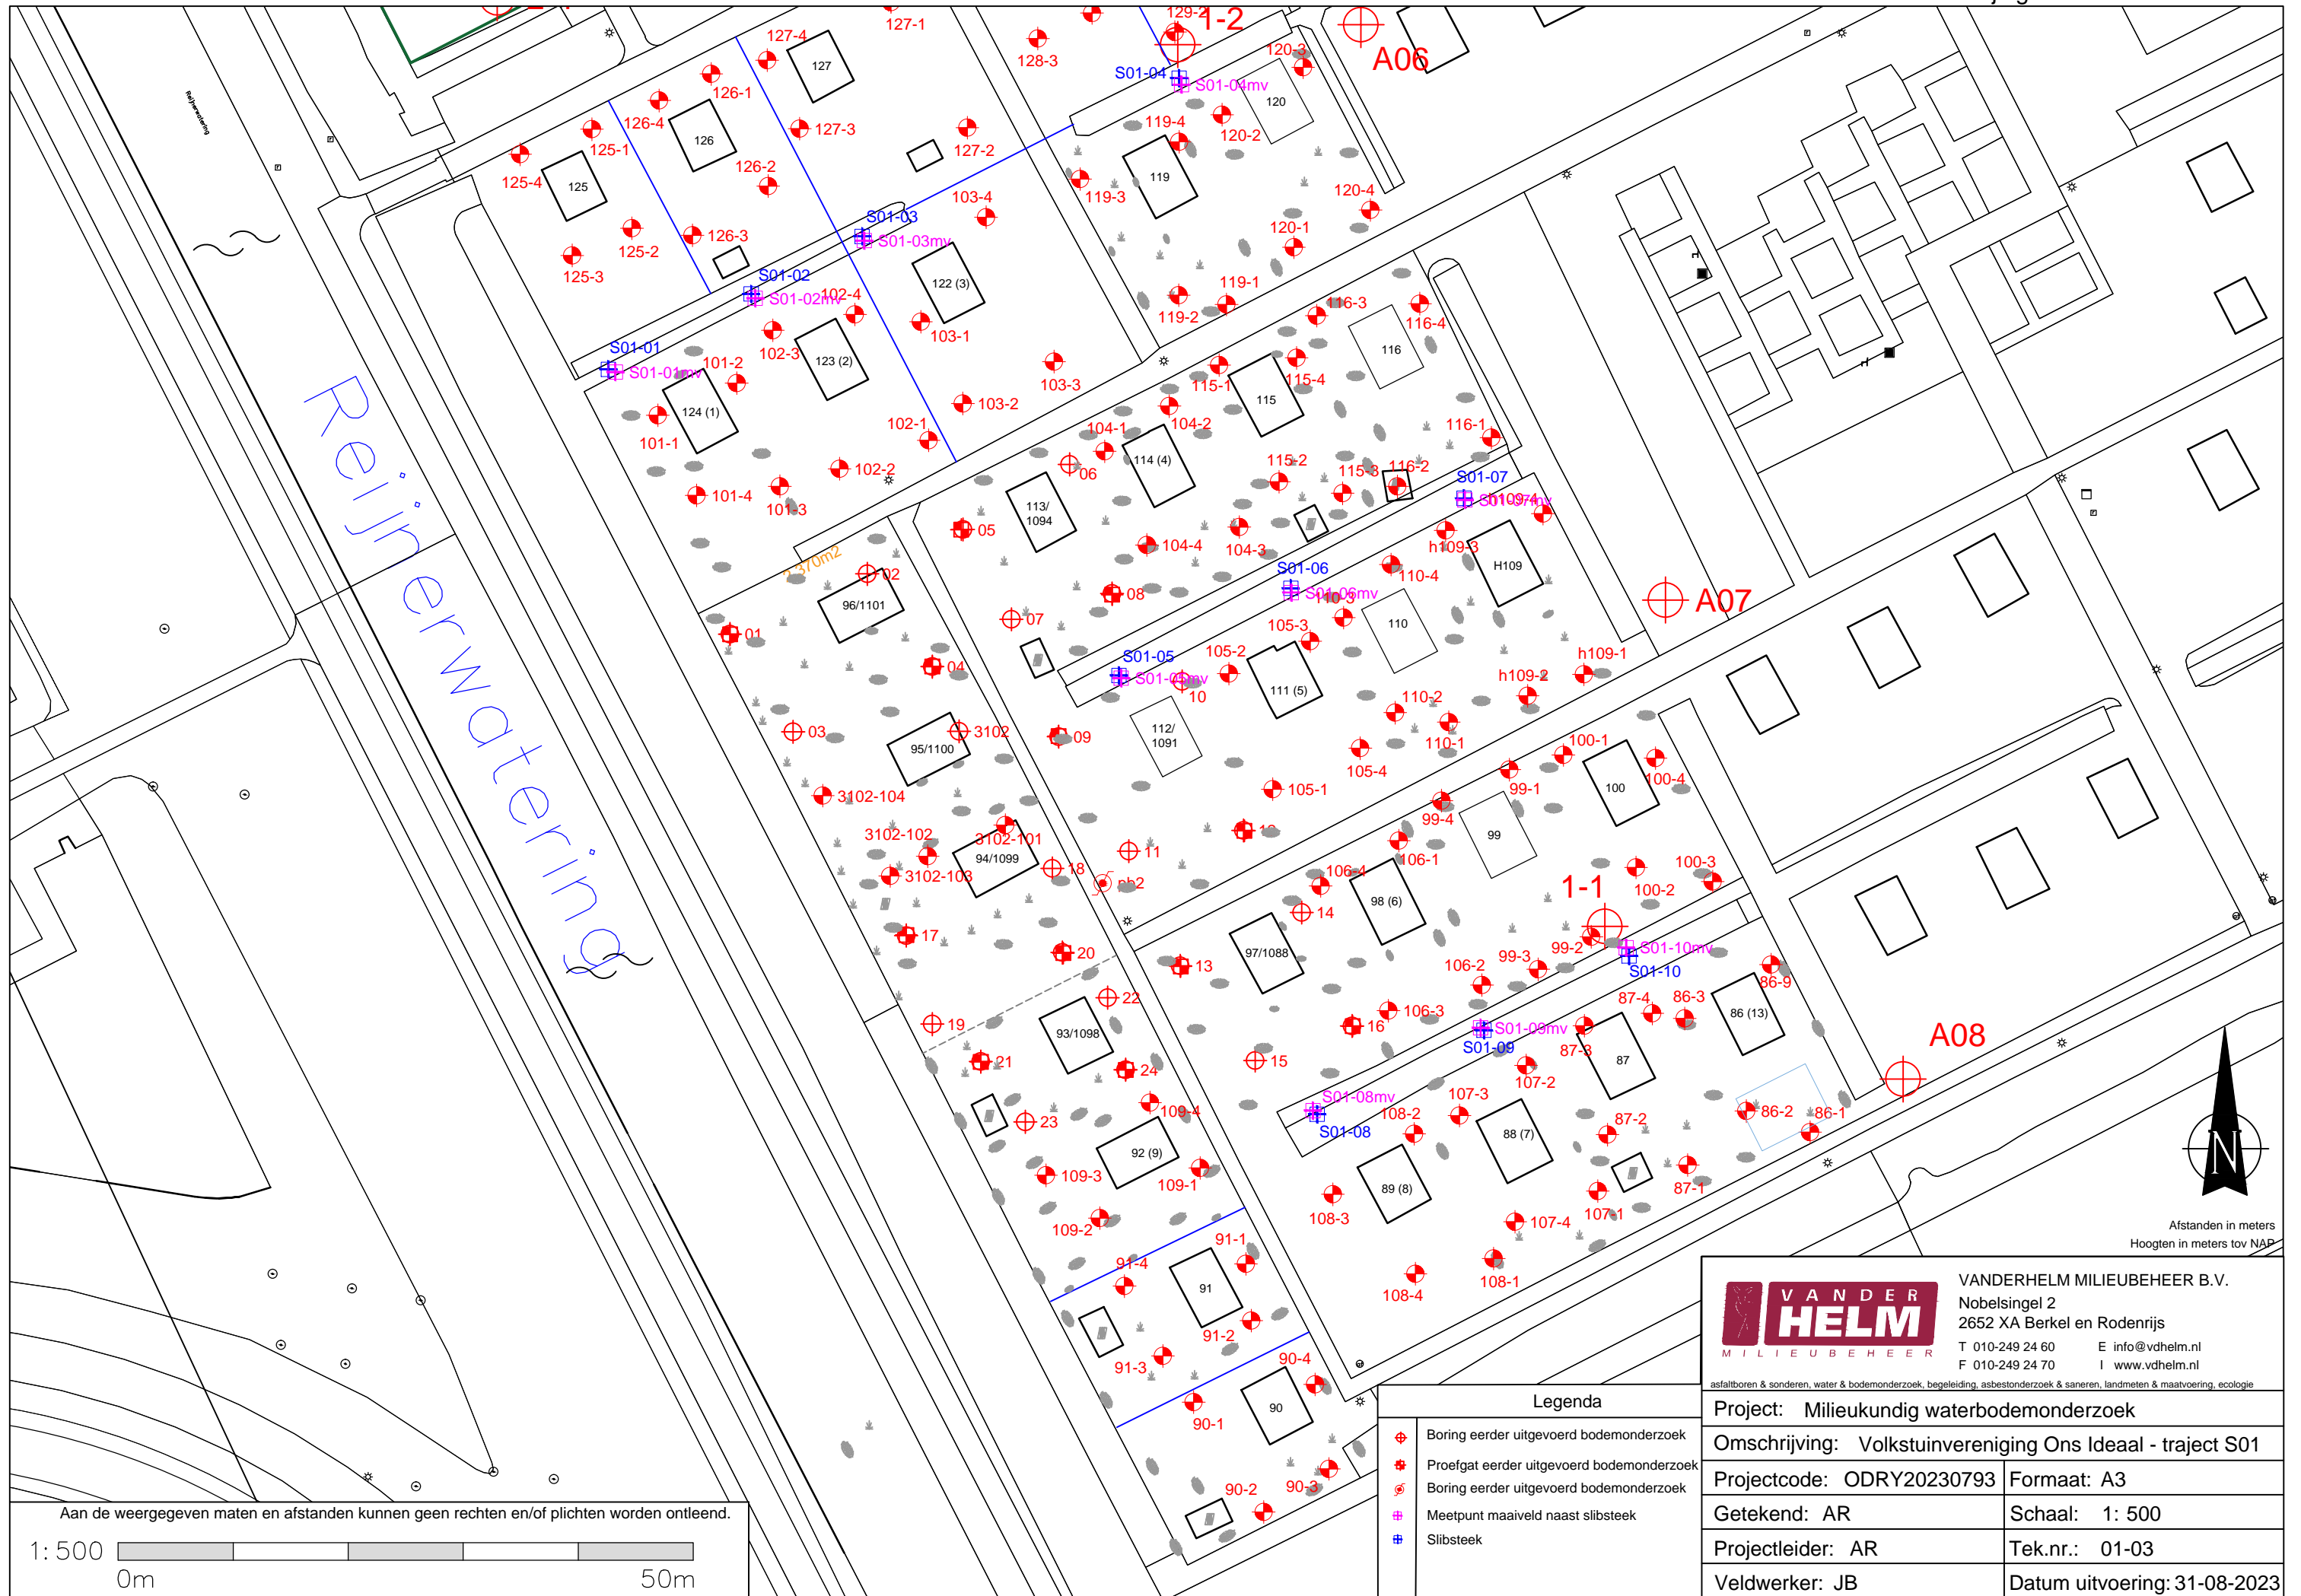 127-1
129-2
1-2
A06
127-4
127
128-3
120-3
S01-04
S01-04mv
126-1
120
Reijnerwatering
126-4
125-1
126
127-3
119-4
120-2
125-4
125
126-2
127-2
119
119-3
103-4
120-4
S01-03
S01-03mv
126-3
125-2
125-3
120-1
S01-02
S01-02mv
102-4
122 (3)
119-1
119-2
116-3
116-4
103-1
102-3
S01-01
S01-01mv
101-2
123 (2)
103-3
115-1
115-4
116
124 (1)
101-1
103-2
115
102-1
104-1
104-2
116-1
114 (4)
102-2
06
101-4
101-3
115-2
115-3
116-2
S01-07
S01-07mv
h109-4
113/
1094
05
104-4
104-3
h109-3
2.370m2
02
96/1101
S01-06
S01-06mv
110-4
H109
08
110-3
A07
Reijnerwatering
01
07
110
105-3
04
S01-05
S01-05mv
105-2
10
111 (5)
h109-1
h109-2
110-2
03
95/1100
3102
09
112/
1091
110-1
105-4
100-1
100-4
99-1
105-1
100
3102-104
99-4
99
3102-102
3102-101
94/1099
11
106-1
3102-103
18
pb2
106-4
98 (6)
100-3
100-2
1-1
14
17
20
13
97/1088
99-2
S01-10mv
S01-10
99-3
106-2
86-9
22
19
93/1098
16
106-3
87-4
86-3
86 (13)
S01-09mv
S01-09
87-3
87
A08
21
24
15
107-2
109-4
S01-08mv
S01-08
108-2
107-3
86-2
86-1
23
92 (9)
88 (7)
87-2
109-3
109-1
89 (8)
87-1
108-3
107-1
109-2
107-4
91-1
91-4
108-1
91
108-4
91-2
91-3
90-4
90
90-1
90-2
90-3
N
Afstanden in meters
Hoogten in meters tov NAP
VANDER
HELM
MILIEUBEHEER
VANDERHELM MILIEUBEHEER B.V.
Nobelsingel 2
2652 XA Berkel en Rodenrijs
T 010-249 24 60 E info@vdhelm.nl
F 010-249 24 70 I www.vdhelm.nl
asfaltboren & sonderen, water & bodemonderzoek, begeleiding, asbestonderzoek & saneren, landmeten & maatvoering, ecologie
Project: Milieukundig waterbodemonderzoek
Omschrijving: Volkstuinvereniging Ons Ideaal - traject S01
Projectcode: ODRY20230793 Formaat: A3
Getekend: AR Schaal: 1: 500
Projectleider: AR Tek.nr.: 01-03
Veldwerker: JB Datum uitvoering: 31-08-2023
Legenda
Boring eerder uitgevoerd bodemonderzoek
Proefgat eerder uitgevoerd bodemonderzoek
Boring eerder uitgevoerd bodemonderzoek
Meetpunt maaiveld naast slibsteek
Slibsteek
Aan de weergegeven maten en afstanden kunnen geen rechten en/of plichten worden ontleend.
1: 500
0m 50m